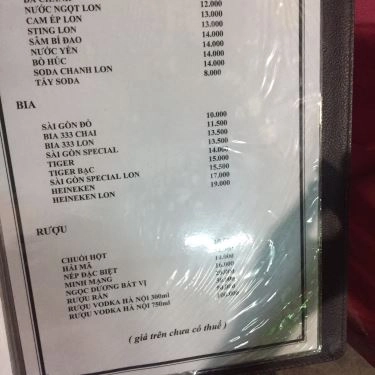 ĐÁ CHANH
NƯỚC NGỌT LON 12.000
CAM ÉP LON 13.000
STING LON 13.000
SÂM BÍ ĐAO 14.000
NƯỚC YẾN 14.000
BÒ HÚC 14.000
SODA CHANH LON 14.000
TÂY SODA 8.000
BIA
SÀI GÒN ĐỎ 10.000
BIA 333 CHAI 11.500
BIA 333 LON 13.500
SÀI GÒN SPECIAL 13.500
TIGER 14.000
TIGER BẠC 15.000
SÀI GÒN SPECIAL LON 15.500
HEINEKEN 17.000
HEINEKEN LON 19.000
RƯỢU
CHUỐI HỘT
HẢI MÃ
NẾP ĐẶC BIỆT 14.000
MINH MẠNG 16.000
NGỌC DƯƠNG BÁT VỊ
RƯỢU RẮN
RƯỢU VODKA HÀ NỘI 300ml
RƯỢU VODKA HÀ NỘI 750ml
( giá trên chưa có thuế )